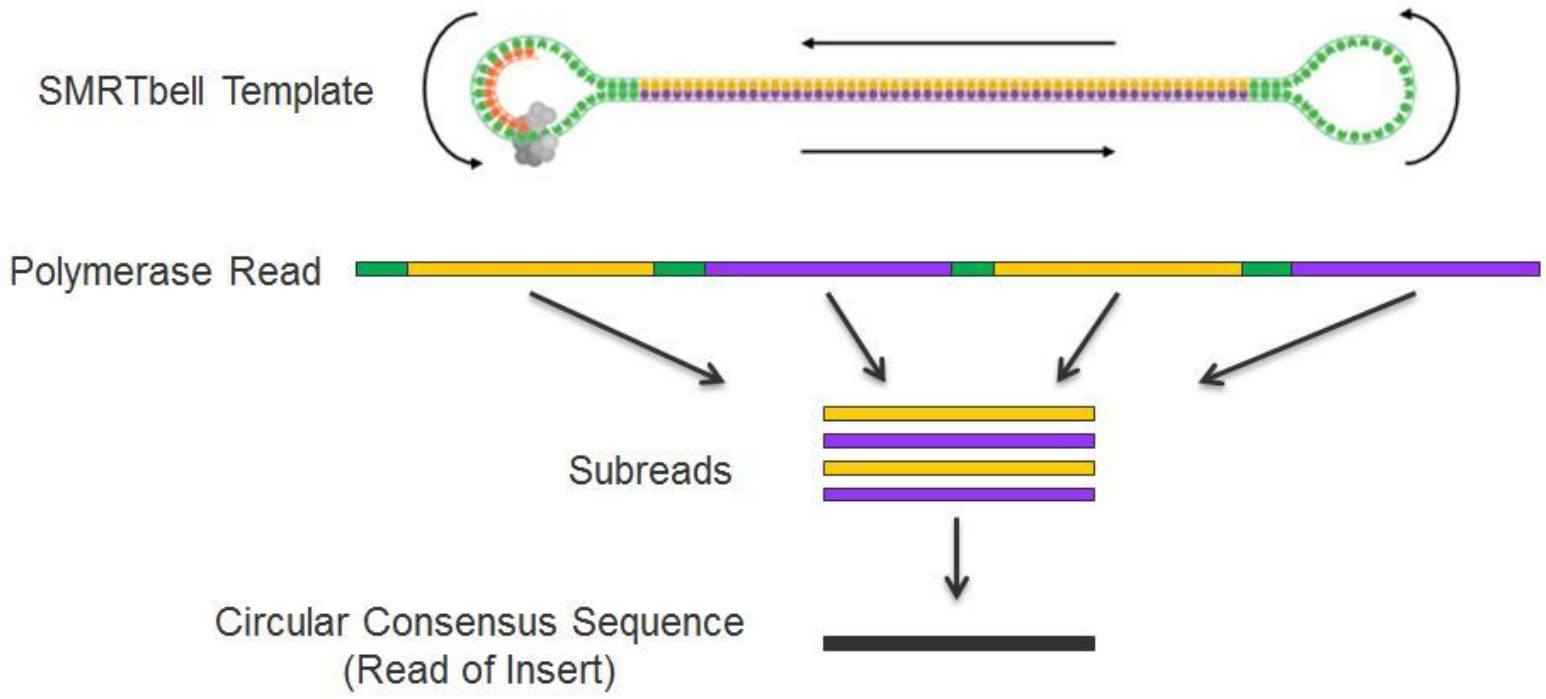 SMRTbell Template
Polymerase Read
Subreads
Circular Consensus Sequence
(Read of Insert)